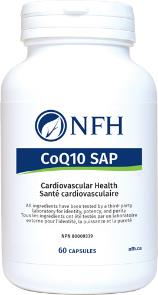 NFH
CoQ10 SAP
Cardiovascular Health
Santé cardiovasculaire
All ingredients have been tested by a third party
laboratory for identity, potency, and purity
Tous les ingrédients ont été testés par un laboratoire
externe pour l'identité, la puissance et la pureté
60 CAPSULES
nfh.ca